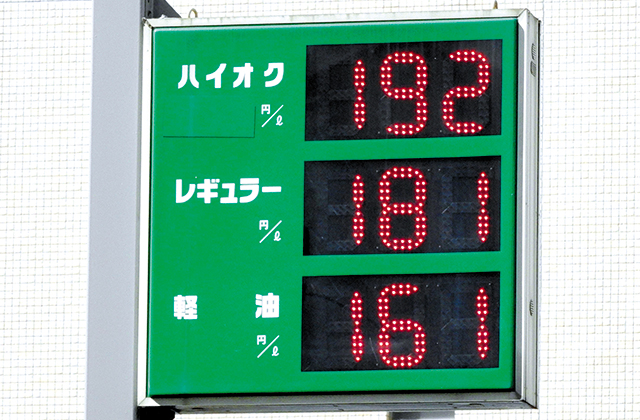 ハイオク 192
円/ℓ
レギュラー 181
円/ℓ
軽油 161
円/ℓ